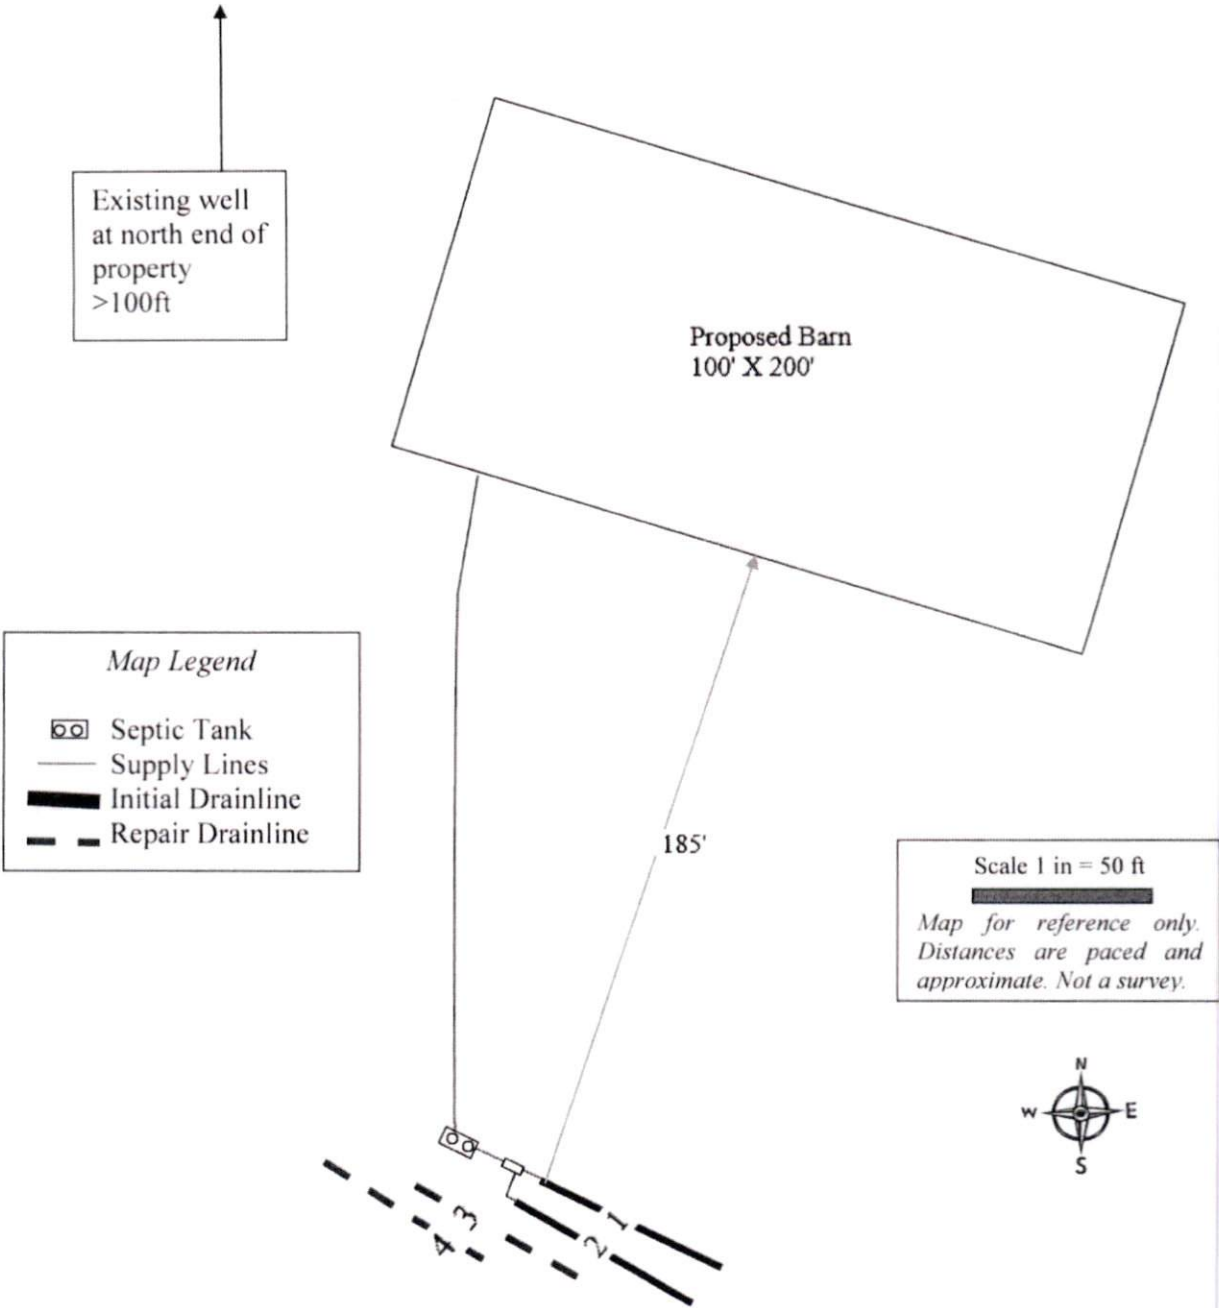 Existing well
at north end of
property
>100ft
Proposed Barn
100' X 200'
Map Legend
Septic Tank
Supply Lines
Initial Drainline
Repair Drainline
185'
Scale 1 in = 50 ft
Map for reference only.
Distances are paced and
approximate. Not a survey.
N
W E
S
1
2
3
4